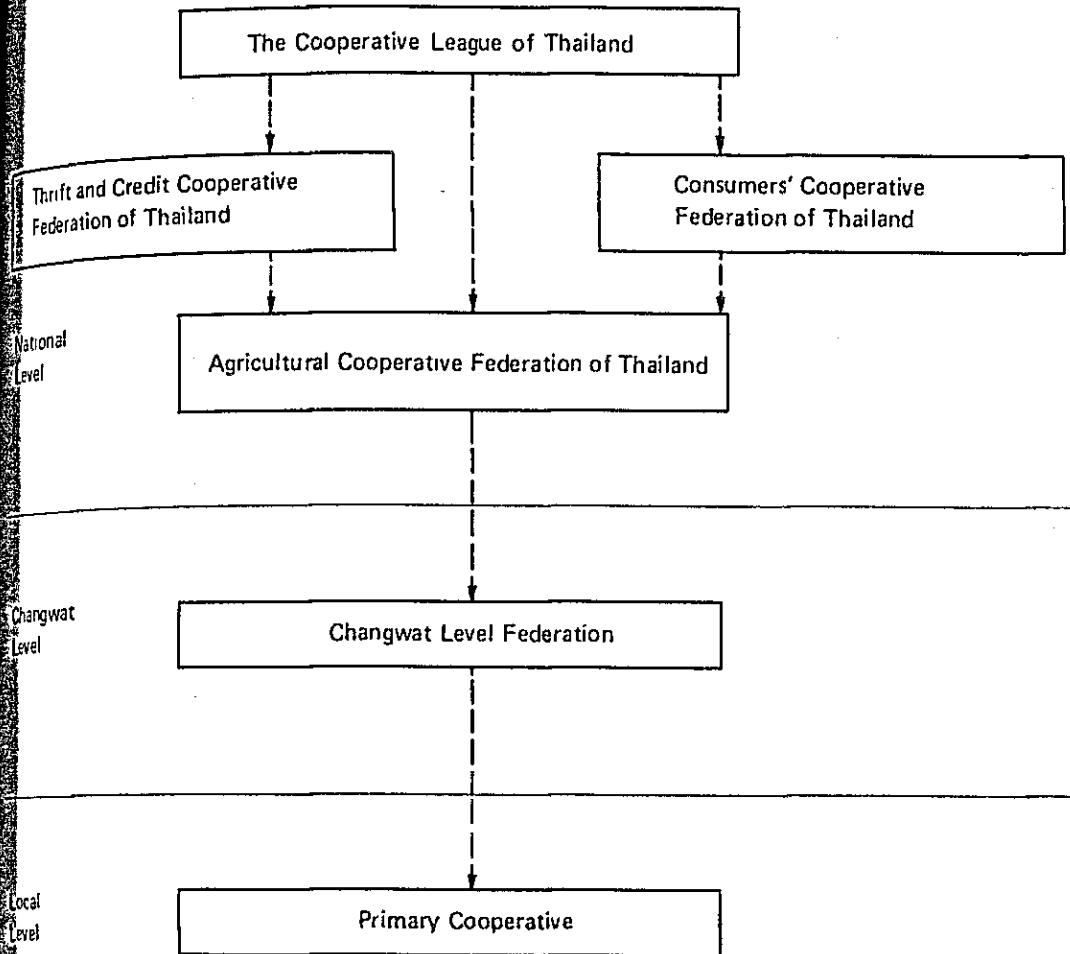 The Cooperative League of Thailand
Thrift and Credit Cooperative
Federation of Thailand
Consumers' Cooperative
Federation of Thailand
National
Level
Agricultural Cooperative Federation of Thailand
Changwat
Level
Changwat Level Federation
Local
Level
Primary Cooperative